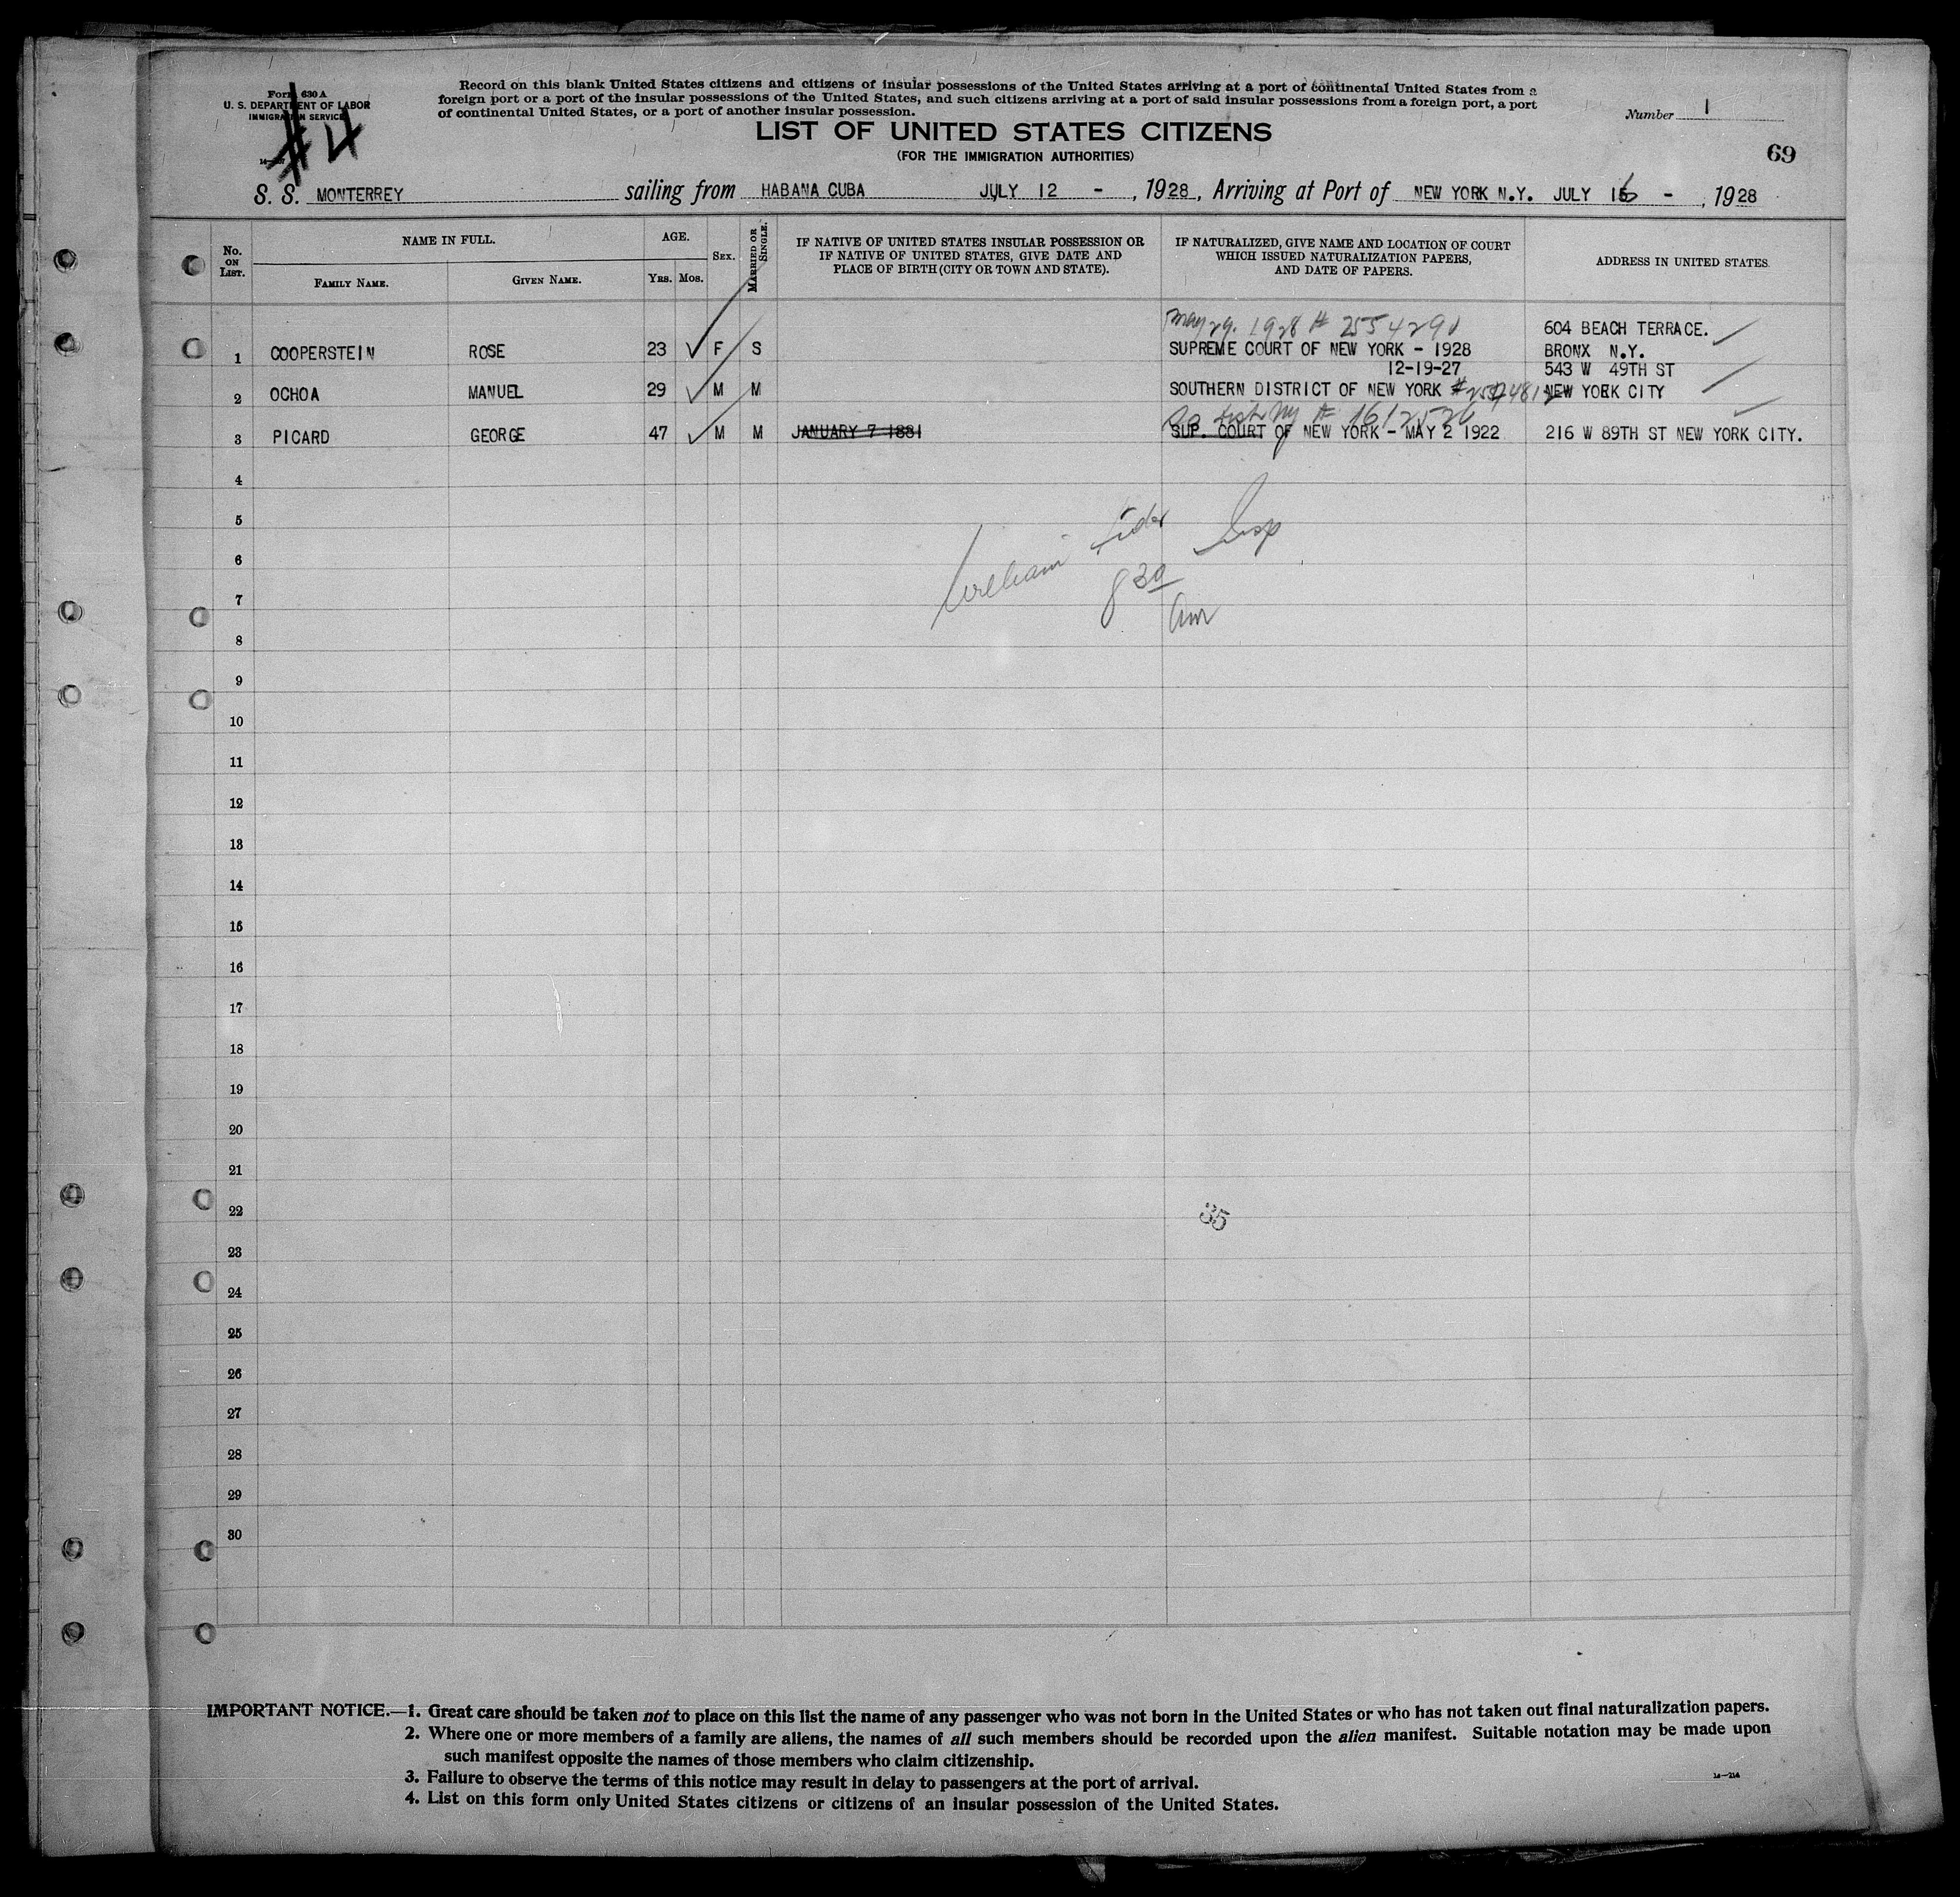 Form 630 A
U. S. DEPARTMENT OF LABOR
IMMIGRATION SERVICE
#4
Record on this blank United States citizens and citizens of insular possessions of the United States arriving at a port of continental United States from a
foreign port or a port of the insular possessions of the United States, and such citizens arriving at a port of said insular possessions from a foreign port, a port
of continental United States, or a port of another insular possession.
Number 1
LIST OF UNITED STATES CITIZENS
(FOR THE IMMIGRATION AUTHORITIES)
69
S. S. MONTERREY sailing from HABANA CUBA JULY 12 - , 1928, Arriving at Port of NEW YORK N.Y. JULY 16 - , 1928
No. on List.
NAME IN FULL.
Family Name.
Given Name.
AGE.
Yrs. Mos.
Sex.
Married or Single.
IF NATIVE OF UNITED STATES INSULAR POSSESSION OR
IF NATIVE OF UNITED STATES, GIVE DATE AND
PLACE OF BIRTH (CITY OR TOWN AND STATE).
IF NATURALIZED, GIVE NAME AND LOCATION OF COURT
WHICH ISSUED NATURALIZATION PAPERS,
AND DATE OF PAPERS.
ADDRESS IN UNITED STATES
May 29. 1928 # 2554290
604 BEACH TERRACE.
1 COOPERSTEIN ROSE 23 F S SUPREME COURT OF NEW YORK - 1928 BRONX N.Y.
12-19-27 543 W 49TH ST
2 OCHOA MANUEL 29 M M SOUTHERN DISTRICT OF NEW YORK NEW YORK CITY
# 1612526
3 PICARD GEORGE 47 M M JANUARY 7 1881 SUP. COURT OF NEW YORK - MAY 2 1922 216 W 89TH ST NEW YORK CITY.
4
5
William Insp
6
8 30
7
am
8
9
10
11
12
13
14
15
16
17
18
19
20
21
22
35
23
24
25
26
27
28
29
30
IMPORTANT NOTICE.—1. Great care should be taken not to place on this list the name of any passenger who was not born in the United States or who has not taken out final naturalization papers.
2. Where one or more members of a family are aliens, the names of all such members should be recorded upon the alien manifest. Suitable notation may be made upon
such manifest opposite the names of those members who claim citizenship.
3. Failure to observe the terms of this notice may result in delay to passengers at the port of arrival.
4. List on this form only United States citizens or citizens of an insular possession of the United States.